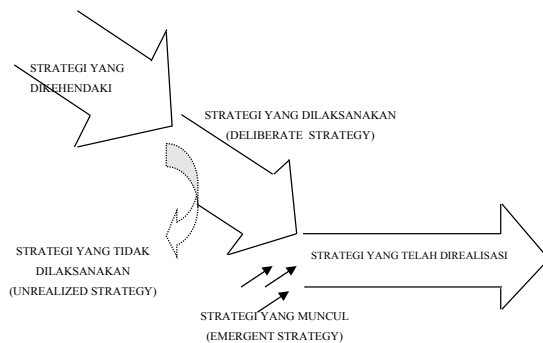 STRATEGI YANG
DIKEHENDAKI
STRATEGI YANG DILAKSANAKAN
(DELIBERATE STRATEGY)
STRATEGI YANG TIDAK
DILAKSANAKAN
(UNREALIZED STRATEGY)
STRATEGI YANG TELAH DIREALISASI
STRATEGI YANG MUNCUL
(EMERGENT STRATEGY)